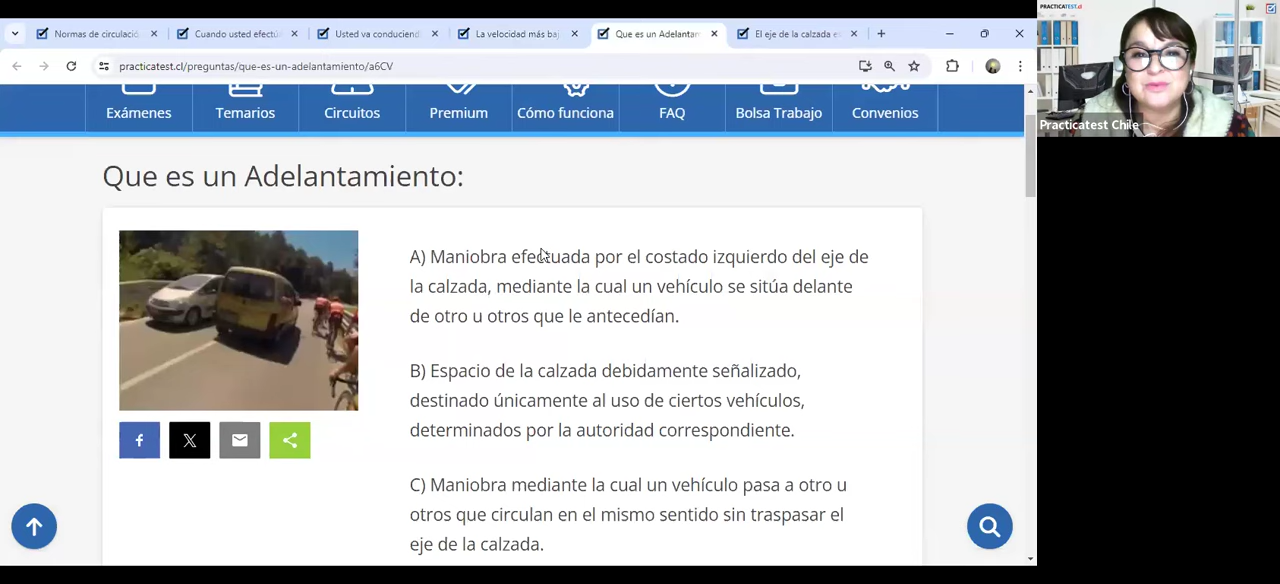 Normas de circulació
Cuando usted efectú
Usted va conduciend
La velocidad más baj
Que es un Adelantam
El eje de la calzada es
practicatest.cl/preguntas/que-es-un-adelantamiento/a6CV
PRACTICATEST.cl
Practicatest Chile
Exámenes
Temarios
Circuitos
Premium
Cómo funciona
FAQ
Bolsa Trabajo
Convenios
Que es un Adelantamiento:
A) Maniobra efectuada por el costado izquierdo del eje de
la calzada, mediante la cual un vehículo se sitúa delante
de otro u otros que le antecedían.
B) Espacio de la calzada debidamente señalizado,
destinado únicamente al uso de ciertos vehículos,
determinados por la autoridad correspondiente.
C) Maniobra mediante la cual un vehículo pasa a otro u
otros que circulan en el mismo sentido sin traspasar el
eje de la calzada.